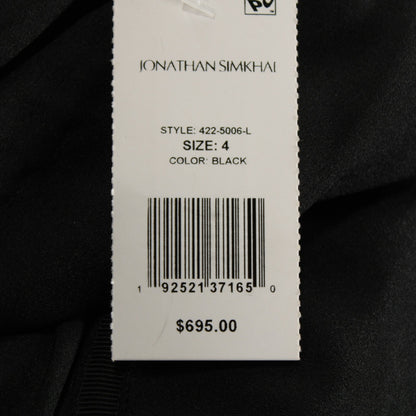 JONATHAN SIMKHAI
STYLE: 422-5006-L
SIZE: 4
COLOR: BLACK
1 92521 37165 0
$695.00